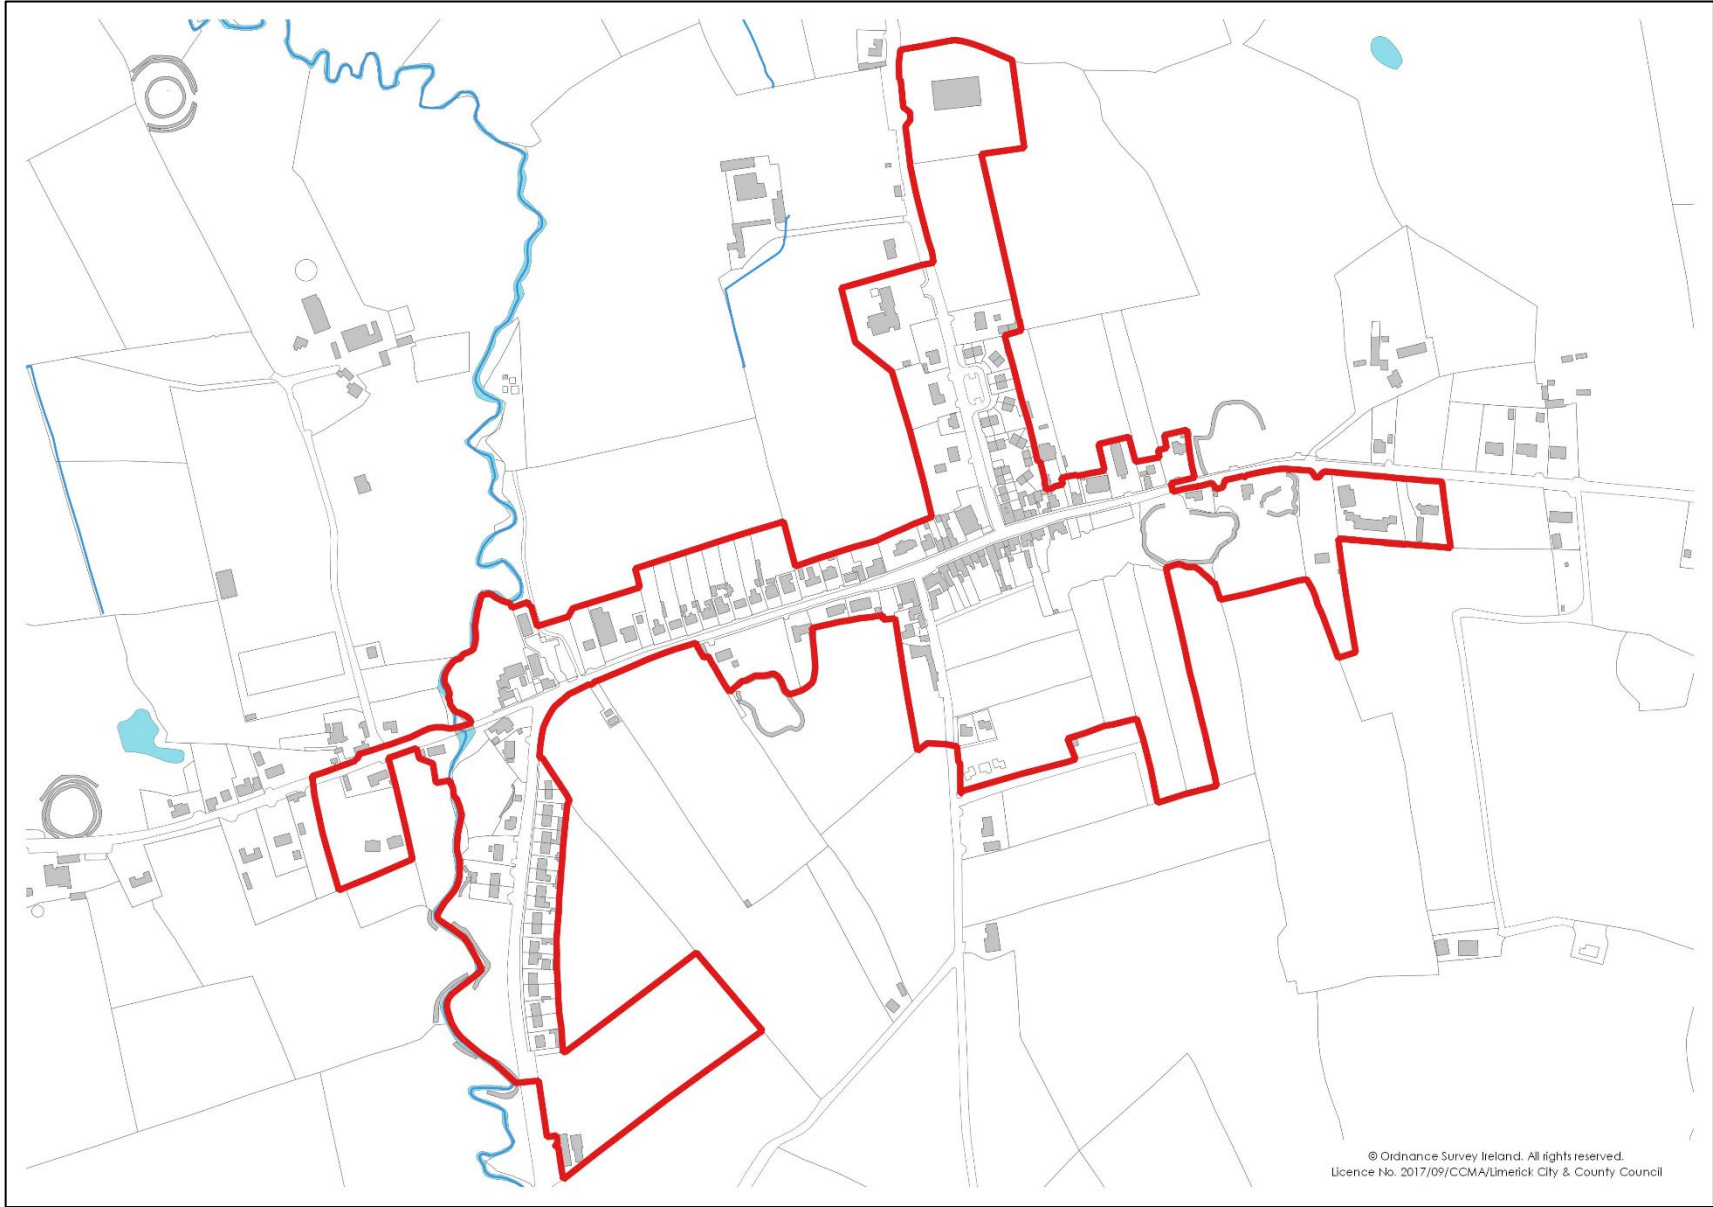 © Ordnance Survey Ireland. All rights reserved.
Licence No. 2017/09/CCMA/Limerick City & County Council